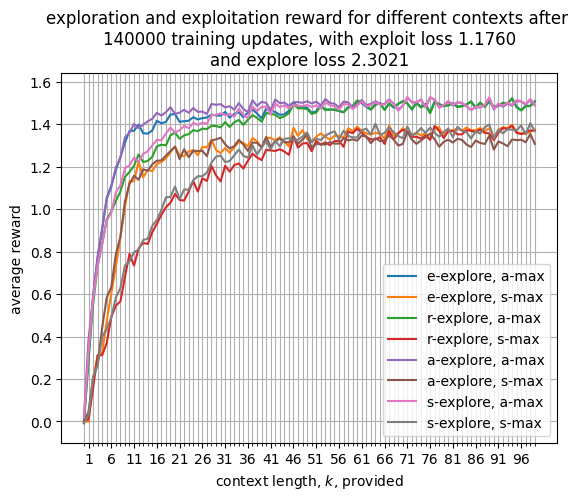 exploration and exploitation reward for different contexts after
140000 training updates, with exploit loss 1.1760
and explore loss 2.3021
1.6
1.4
1.2
1.0
0.8
0.6
0.4
0.2
0.0
average reward
e-explore, a-max
e-explore, s-max
r-explore, a-max
r-explore, s-max
a-explore, a-max
a-explore, s-max
s-explore, a-max
s-explore, s-max
1 6 11 16 21 26 31 36 41 46 51 56 61 66 71 76 81 86 91 96
context length, k, provided